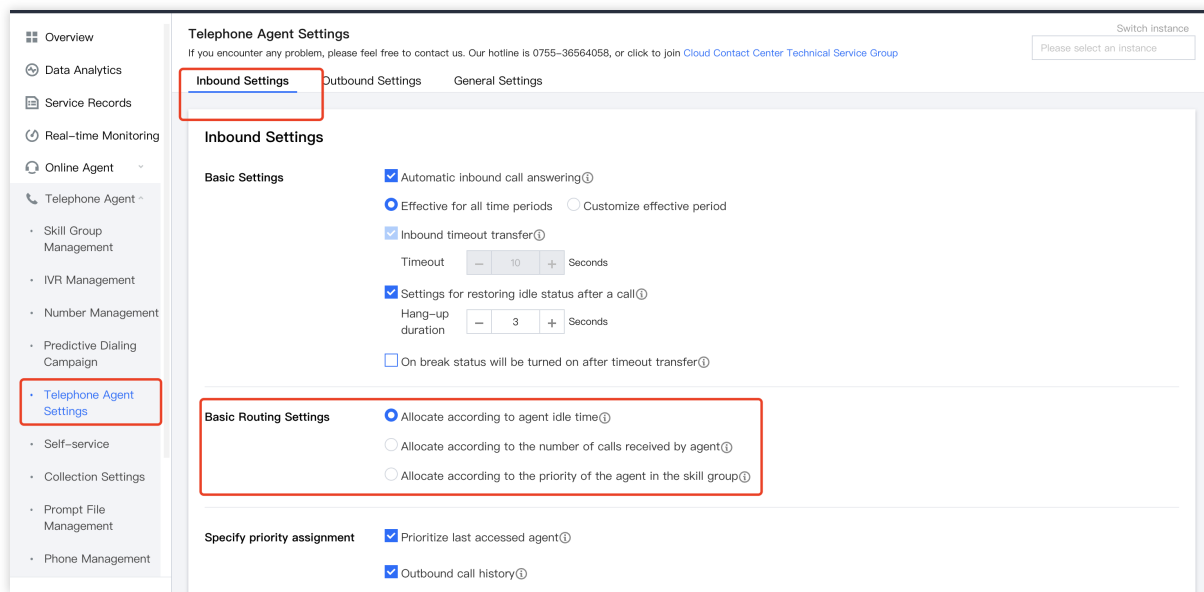 Overview
Data Analytics
Service Records
Real-time Monitoring
Online Agent
Telephone Agent
Skill Group
Management
IVR Management
Number Management
Predictive Dialing
Campaign
Telephone Agent
Settings
Self-service
Collection Settings
Prompt File
Management
Phone Management
Telephone Agent Settings
Switch instance
If you encounter any problem, please feel free to contact us. Our hotline is 0755-36564058, or click to join Cloud Contact Center Technical Service Group
Please select an instance
Inbound Settings Outbound Settings General Settings
Inbound Settings
Basic Settings
Automatic inbound call answering
Effective for all time periods Customize effective period
Inbound timeout transfer
Timeout − 10 + Seconds
Settings for restoring idle status after a call
Hang-up
duration − 3 + Seconds
On break status will be turned on after timeout transfer
Basic Routing Settings
Allocate according to agent idle time
Allocate according to the number of calls received by agent
Allocate according to the priority of the agent in the skill group
Specify priority assignment
Prioritize last accessed agent
Outbound call history